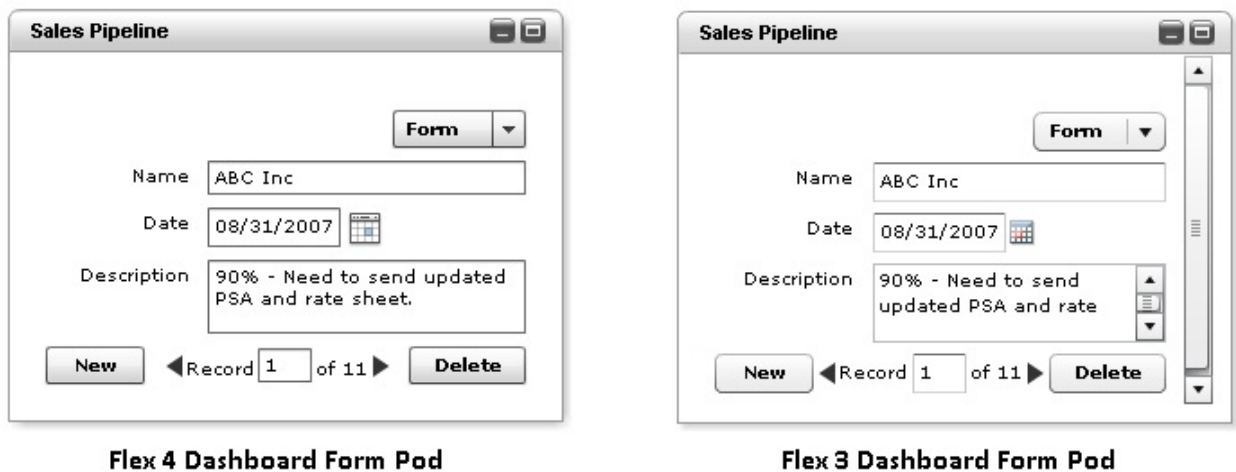 Sales Pipeline
Form
Name ABC Inc
Date 08/31/2007
Description 90% - Need to send updated
PSA and rate sheet.
New Record 1 of 11 Delete
Flex 4 Dashboard Form Pod
Sales Pipeline
Form
Name ABC Inc
Date 08/31/2007
Description 90% - Need to send
updated PSA and rate
New Record 1 of 11 Delete
Flex 3 Dashboard Form Pod